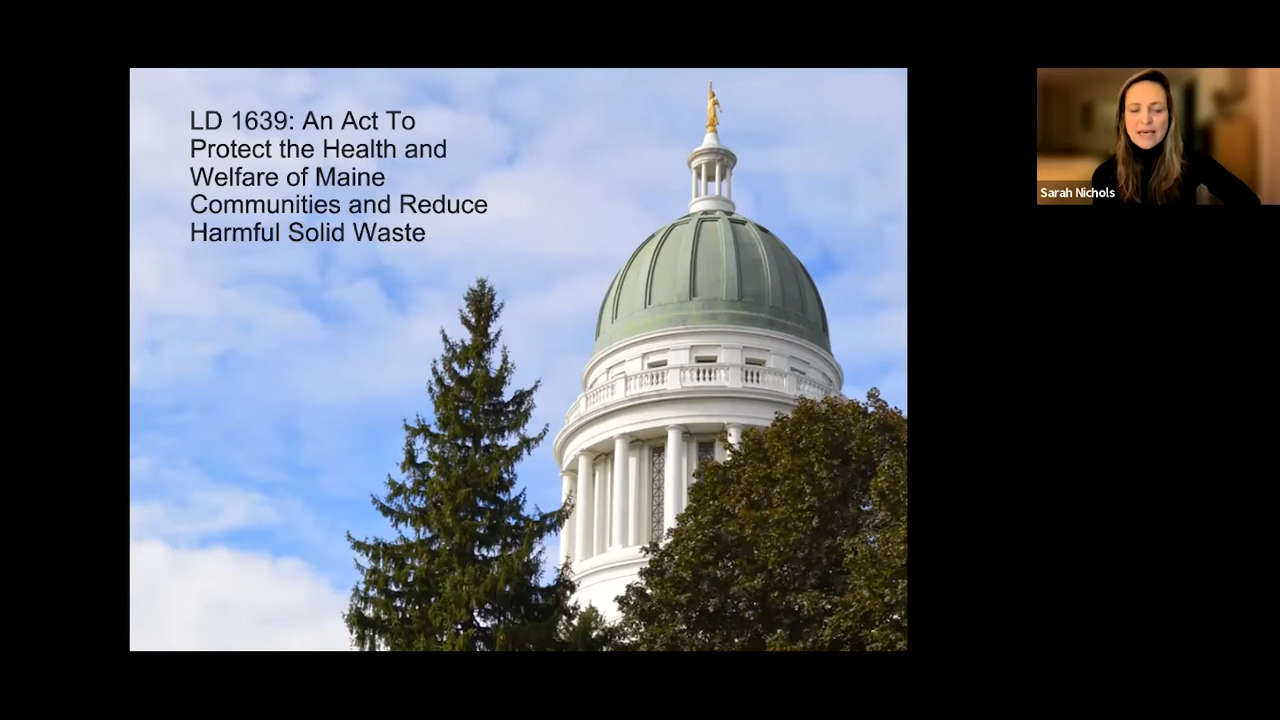 LD 1639: An Act To
Protect the Health and
Welfare of Maine
Communities and Reduce
Harmful Solid Waste
Sarah Nichols